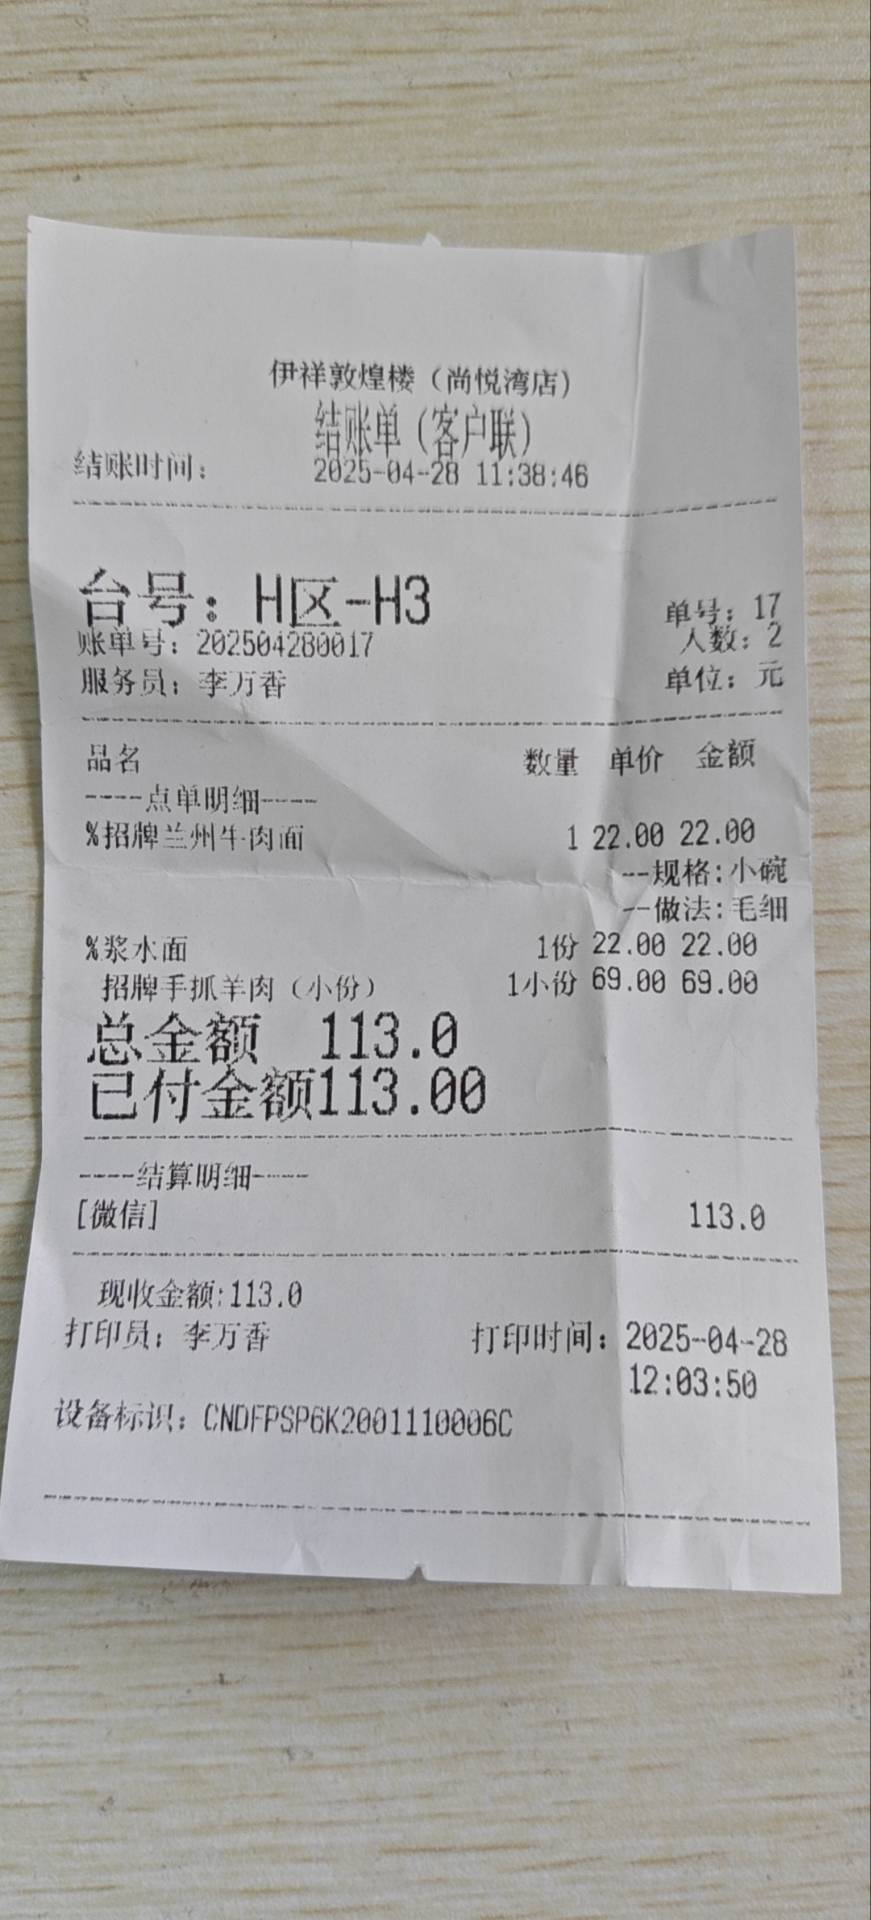 伊祥敦煌楼（尚悦湾店）
结账单（客户联）
结账时间： 2025-04-28 11:38:46
台号：H区-H3
单号：17
账单号：202504280017 人数：2
服务员：李万香 单位：元
品名 数量 单价 金额
----点单明细----
%招牌兰州牛肉面 1 22.00 22.00
--规格:小碗
--做法:毛细
%浆水面 1份 22.00 22.00
招牌手抓羊肉（小份） 1小份 69.00 69.00
总金额 113.0
已付金额113.00
----结算明细----
[微信] 113.0
现收金额:113.0
打印员：李万香 打印时间：2025-04-28
12:03:50
设备标识：CNDFPSP6K2001110006C